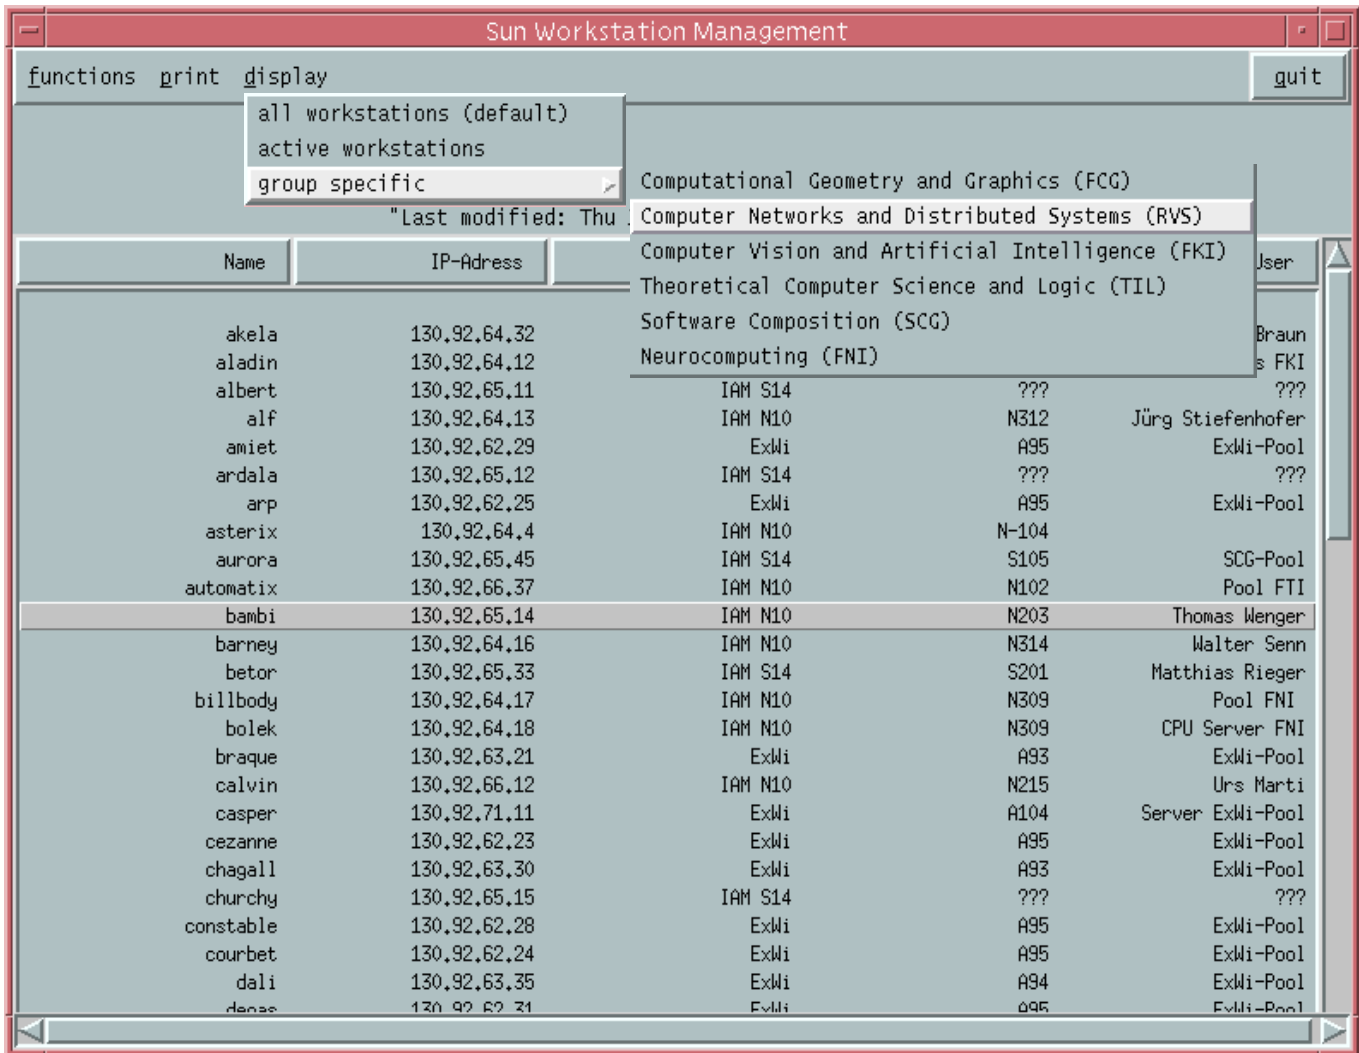 Sun Workstation Management
functions print display quit
all workstations (default)
active workstations
group specific
Computational Geometry and Graphics (FCG)
Computer Networks and Distributed Systems (RVS)
Computer Vision and Artificial Intelligence (FKI)
Theoretical Computer Science and Logic (TIL)
Software Composition (SCG)
Neurocomputing (FNI)
"Last modified: Thu
Name IP-Adress User
akela 130.92.64.32 Braun
aladin 130.92.64.12 FKI
albert 130.92.65.11 IAM S14 ??? ???
alf 130.92.64.13 IAM N10 N312 Jürg Stiefenhofer
amiet 130.92.62.29 ExWi A95 ExWi-Pool
ardala 130.92.65.12 IAM S14 ??? ???
arp 130.92.62.25 ExWi A95 ExWi-Pool
asterix 130.92.64.4 IAM N10 N-104
aurora 130.92.65.45 IAM S14 S105 SCG-Pool
automatix 130.92.66.37 IAM N10 N102 Pool FTI
bambi 130.92.65.14 IAM N10 N203 Thomas Wenger
barney 130.92.64.16 IAM N10 N314 Walter Senn
betor 130.92.65.33 IAM S14 S201 Matthias Rieger
billbody 130.92.64.17 IAM N10 N309 Pool FNI
bolek 130.92.64.18 IAM N10 N309 CPU Server FNI
braque 130.92.63.21 ExWi A93 ExWi-Pool
calvin 130.92.66.12 IAM N10 N215 Urs Marti
casper 130.92.71.11 ExWi A104 Server ExWi-Pool
cezanne 130.92.62.23 ExWi A95 ExWi-Pool
chagall 130.92.63.30 ExWi A93 ExWi-Pool
churchy 130.92.65.15 IAM S14 ??? ???
constable 130.92.62.28 ExWi A95 ExWi-Pool
courbet 130.92.62.24 ExWi A95 ExWi-Pool
dali 130.92.63.35 ExWi A94 ExWi-Pool
degas 130.92.62.31 ExWi A95 ExWi-Pool